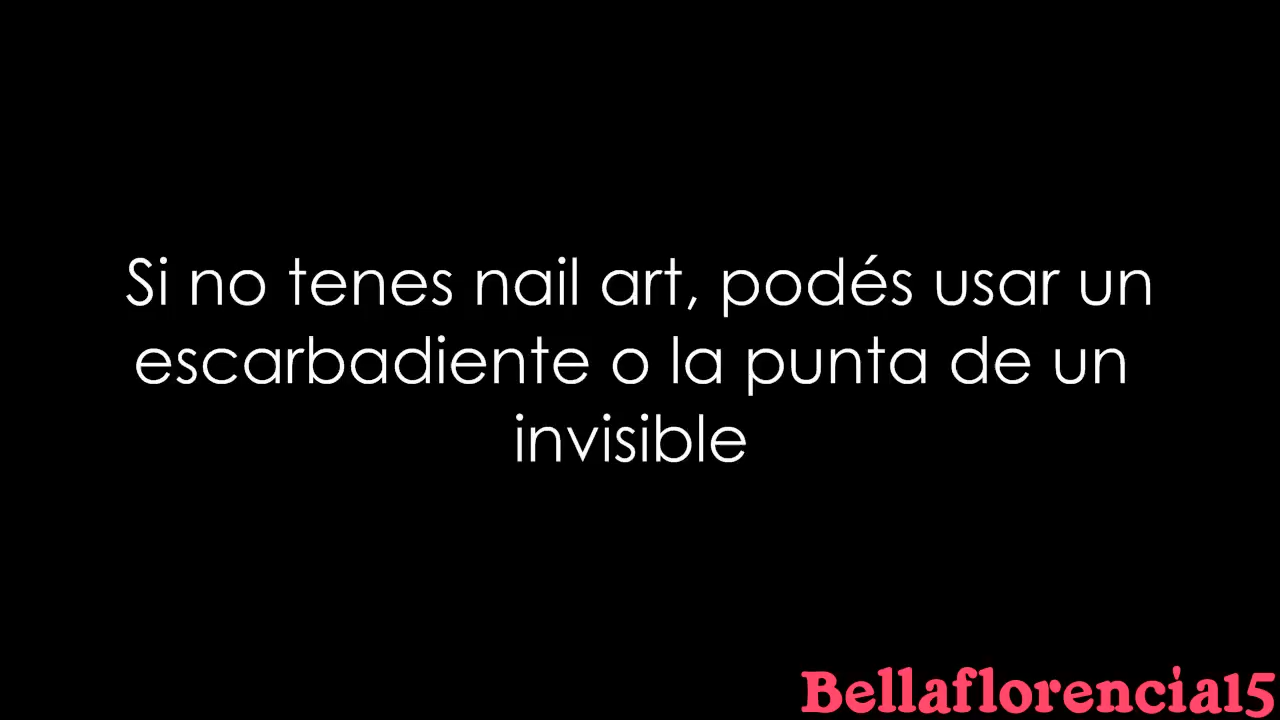 Si no tenes nail art, podés usar un
escarbadiente o la punta de un
invisible
Bellaflorencia15